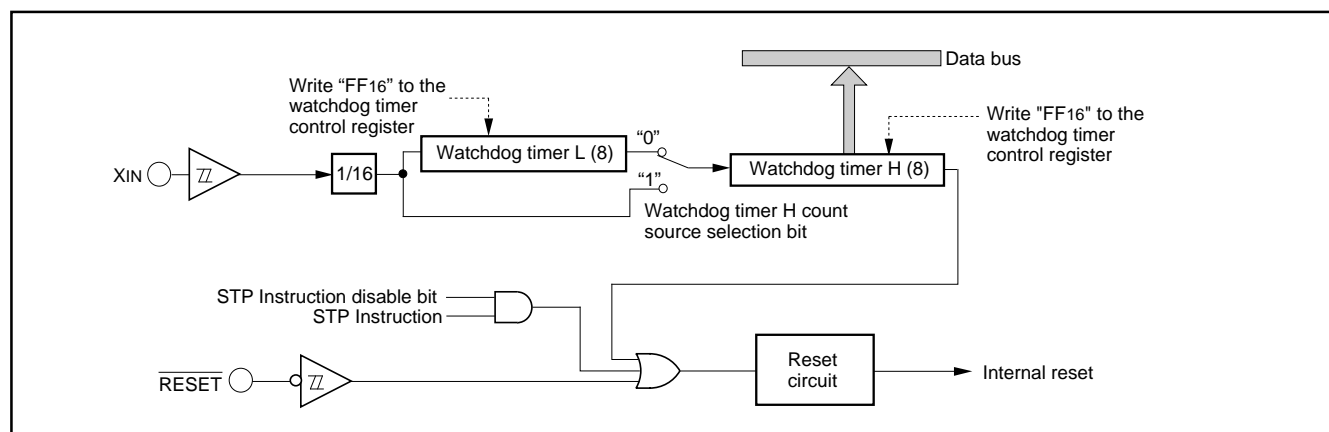 Data bus
Write “FF16” to the
watchdog timer
control register
Write "FF16" to the
watchdog timer
control register
“0”
Watchdog timer L (8)
Watchdog timer H (8)
XIN
1/16
“1”
Watchdog timer H count
source selection bit
STP Instruction disable bit
STP Instruction
Reset
circuit
RESET
Internal reset